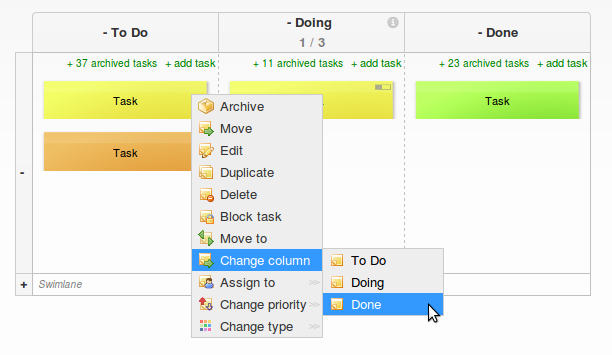 - To Do
- Doing
1 / 3
- Done
+ 37 archived tasks + add task
+ 11 archived tasks + add task
+ 23 archived tasks + add task
Task
Task
Task
-
Archive
Move
Edit
Duplicate
Delete
Block task
Move to
Change column
Assign to >>
Change priority >>
Change type >>
To Do
Doing
Done
+ Swimlane